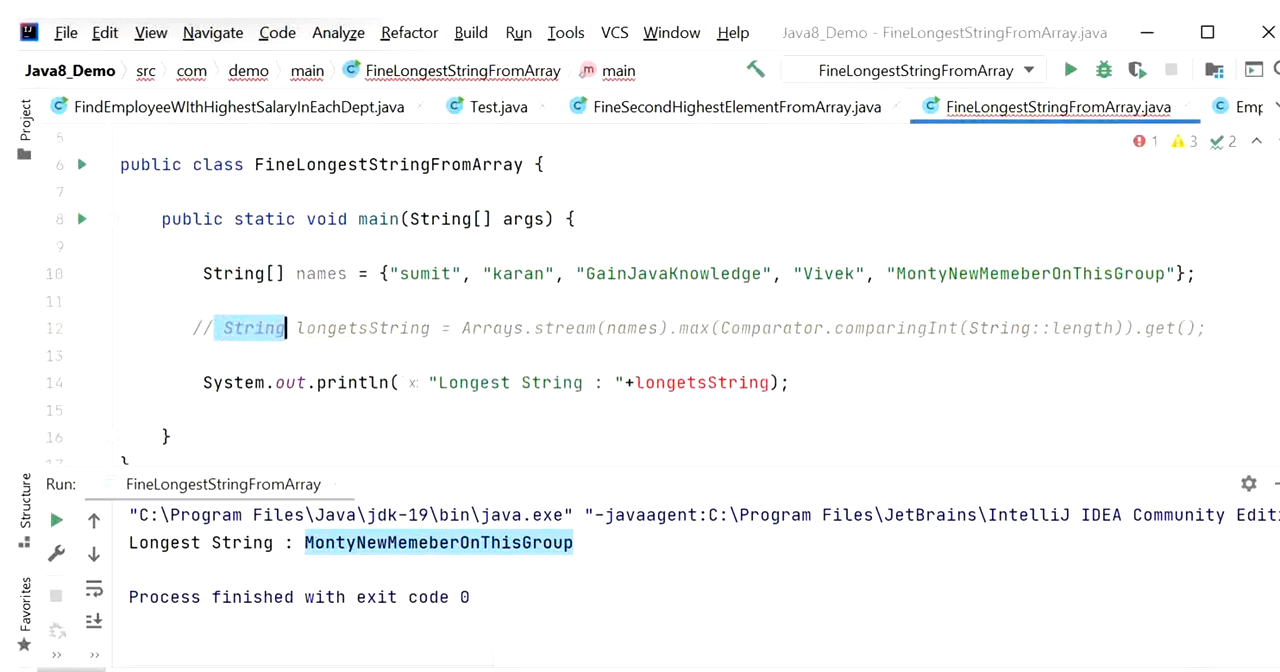 File Edit View Navigate Code Analyze Refactor Build Run Tools VCS Window Help Java8_Demo - FineLongestStringFromArray.java
Java8_Demo src com demo main FineLongestStringFromArray main FineLongestStringFromArray
FindEmployeeWIthHighestSalaryInEachDept.java Test.java FineSecondHighestElementFromArray.java FineLongestStringFromArray.java Emp
Project
5 1 3 2
6 public class FineLongestStringFromArray {
7
8 public static void main(String[] args) {
9
10 String[] names = {"sumit", "karan", "GainJavaKnowledge", "Vivek", "MontyNewMemeberOnThisGroup"};
11
12 // String longetsString = Arrays.stream(names).max(Comparator.comparingInt(String::length)).get();
13
14 System.out.println( x: "Longest String : "+longetsString);
15
16 }
17 }
Run: FineLongestStringFromArray
Structure
"C:\Program Files\Java\jdk-19\bin\java.exe" "-javaagent:C:\Program Files\JetBrains\IntelliJ IDEA Community Editi
Longest String : MontyNewMemeberOnThisGroup
Process finished with exit code 0
Favorites